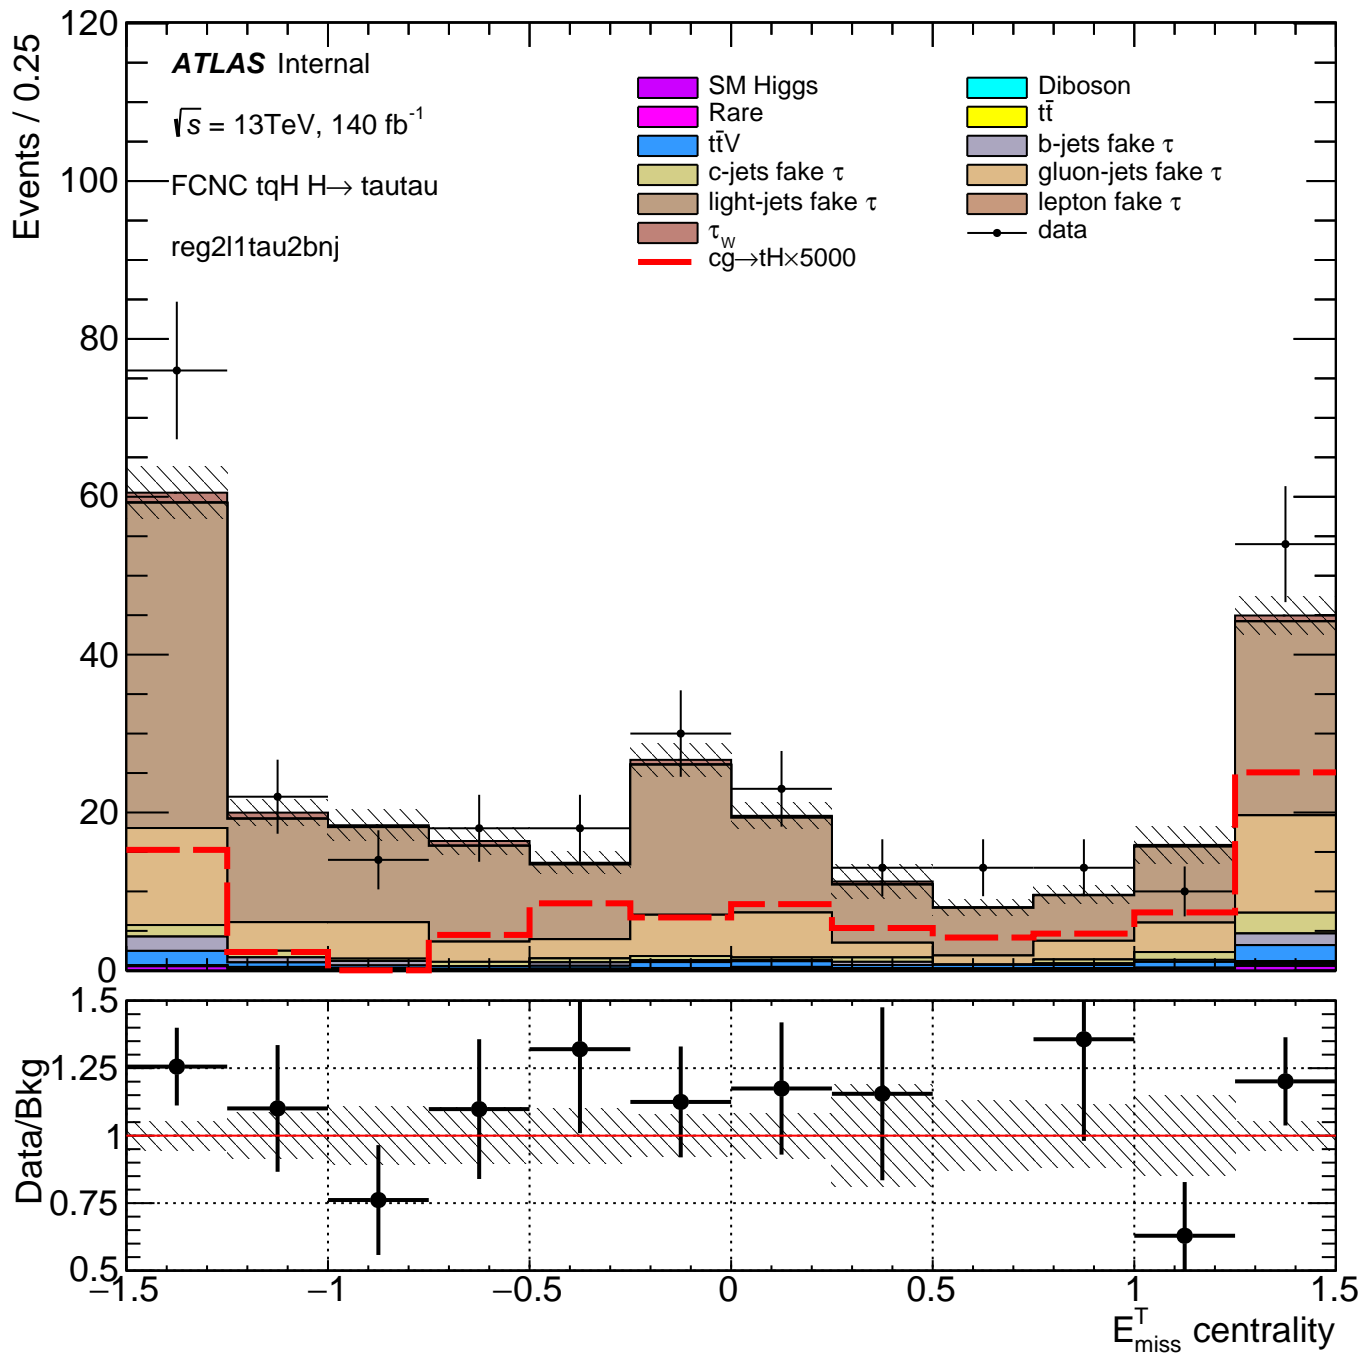 Events / 0.25
120
100
80
60
40
20
0
ATLAS Internal
√s = 13TeV, 140 fb⁻¹
FCNC tqH H→ tautau
reg2l1tau2bnj
SM Higgs
Rare
tt̄V
c-jets fake τ
light-jets fake τ
τ_W
cg→tH×5000
Diboson
tt̄
b-jets fake τ
gluon-jets fake τ
lepton fake τ
data
Data/Bkg
1.5
1.25
1
0.75
0.5
−1.5 −1 −0.5 0 0.5 1 1.5
E^T_miss centrality